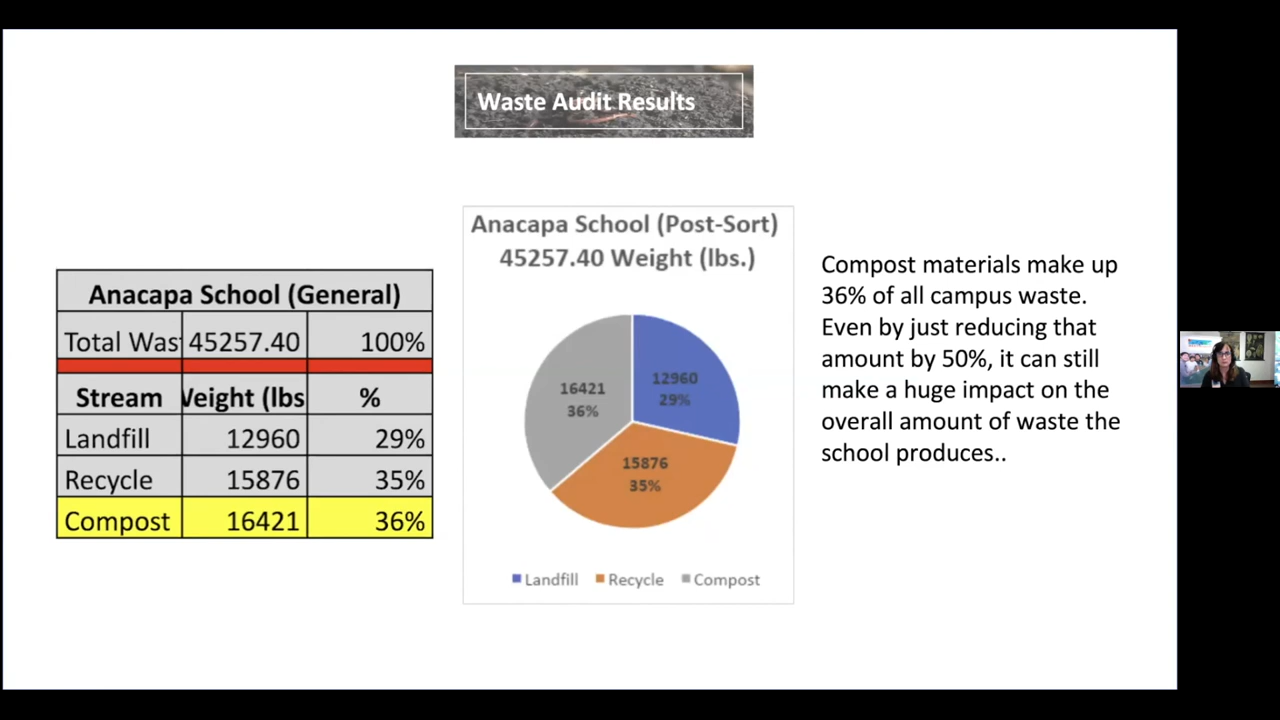 Waste Audit Results
Anacapa School (General)
Total Was 45257.40 100%
Stream Weight (lbs %
Landfill 12960 29%
Recycle 15876 35%
Compost 16421 36%
Anacapa School (Post-Sort)
45257.40 Weight (lbs.)
16421
36%
12960
29%
15876
35%
Landfill Recycle Compost
Compost materials make up
36% of all campus waste.
Even by just reducing that
amount by 50%, it can still
make a huge impact on the
overall amount of waste the
school produces..